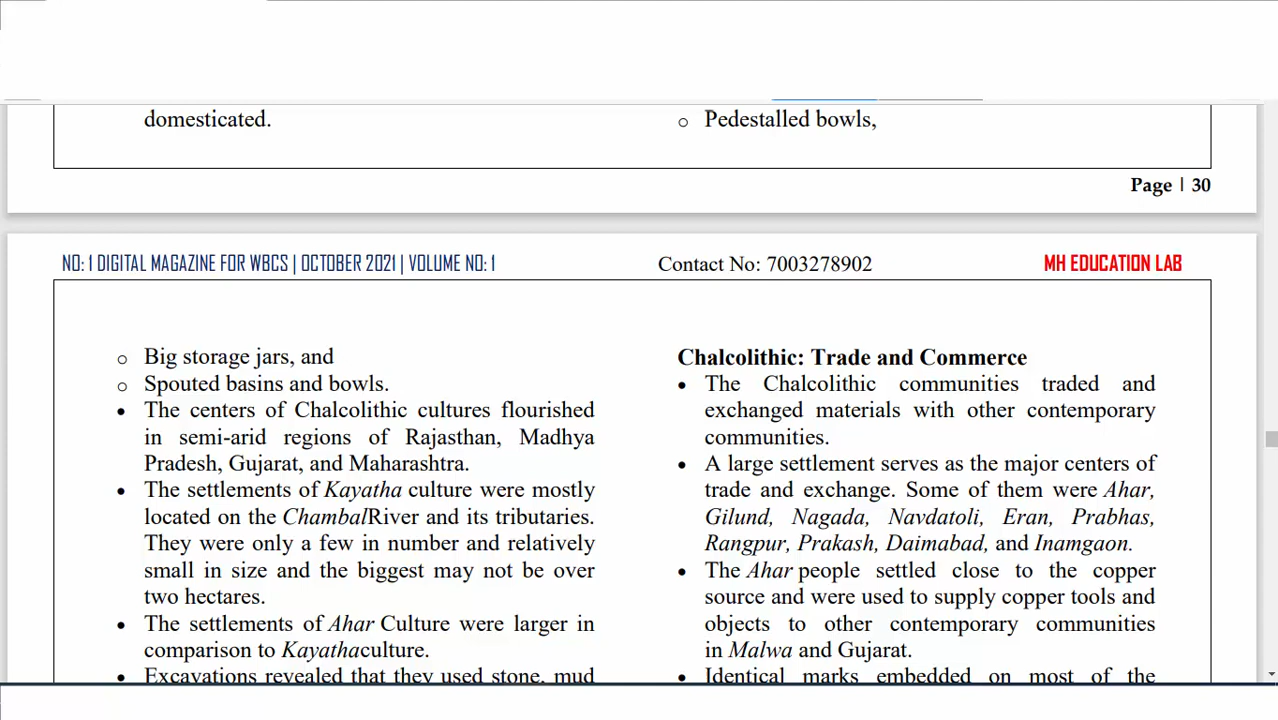 domesticated.
o Pedestalled bowls,
Page | 30
NO: 1 DIGITAL MAGAZINE FOR WBCS | OCTOBER 2021 | VOLUME NO: 1
Contact No: 7003278902
MH EDUCATION LAB
o Big storage jars, and
o Spouted basins and bowls.
• The centers of Chalcolithic cultures flourished
in semi-arid regions of Rajasthan, Madhya
Pradesh, Gujarat, and Maharashtra.
• The settlements of Kayatha culture were mostly
located on the ChambalRiver and its tributaries.
They were only a few in number and relatively
small in size and the biggest may not be over
two hectares.
• The settlements of Ahar Culture were larger in
comparison to Kayathaculture.
• Excavations revealed that they used stone, mud
Chalcolithic: Trade and Commerce
• The Chalcolithic communities traded and
exchanged materials with other contemporary
communities.
• A large settlement serves as the major centers of
trade and exchange. Some of them were Ahar,
Gilund, Nagada, Navdatoli, Eran, Prabhas,
Rangpur, Prakash, Daimabad, and Inamgaon.
• The Ahar people settled close to the copper
source and were used to supply copper tools and
objects to other contemporary communities
in Malwa and Gujarat.
• Identical marks embedded on most of the